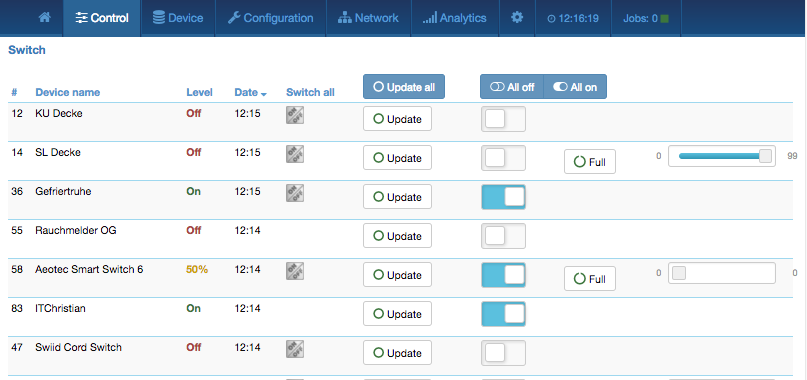 Control Device Configuration Network Analytics 12:16:19 Jobs: 0
Switch
# Device name Level Date Switch all Update all All off All on
12 KU Decke Off 12:15 Update
14 SL Decke Off 12:15 Update Full 0 99
36 Gefriertruhe On 12:15 Update
55 Rauchmelder OG Off 12:14 Update
58 Aeotec Smart Switch 6 50% 12:14 Update Full 0 0
83 ITChristian On 12:14 Update
47 Swiid Cord Switch Off 12:14 Update